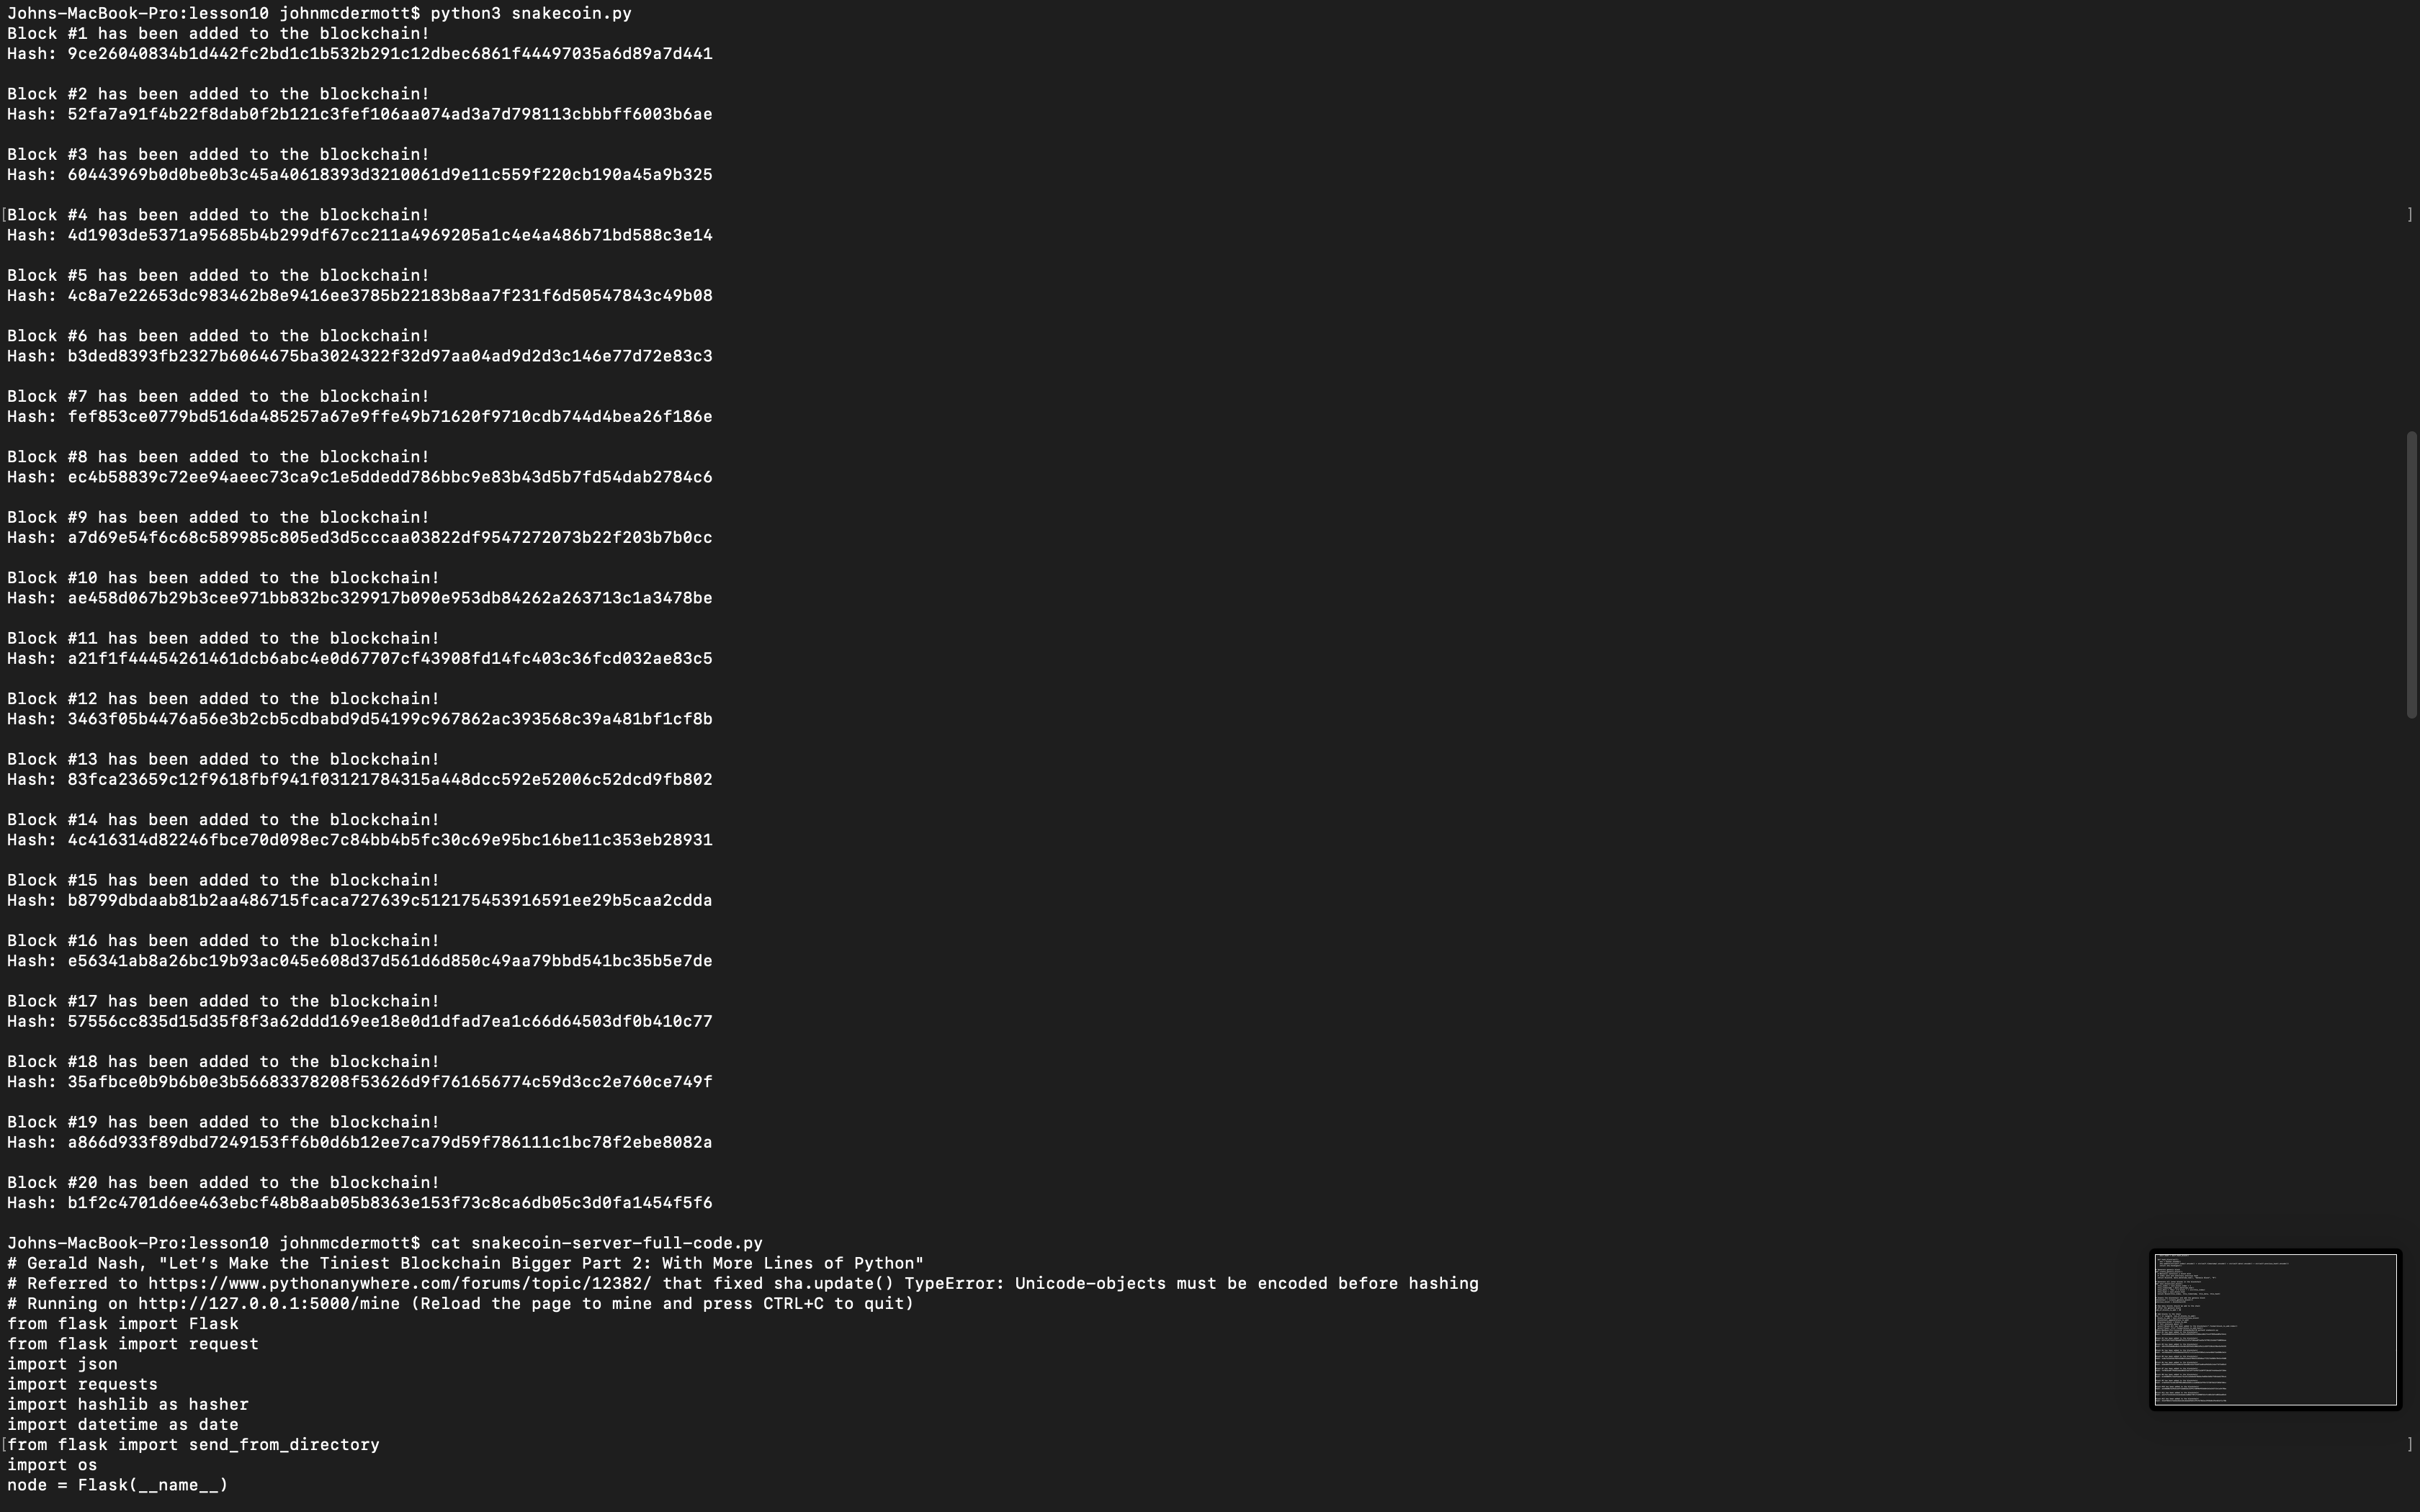 Johns-MacBook-Pro:lesson10 johnmcdermott$ python3 snakecoin.py
Block #1 has been added to the blockchain!
Hash: 9ce26040834b1d442fc2bd1c1b532b291c12dbec6861f44497035a6d89a7d441
Block #2 has been added to the blockchain!
Hash: 52fa7a91f4b22f8dab0f2b121c3fef106aa074ad3a7d798113cbbbff6003b6ae
Block #3 has been added to the blockchain!
Hash: 60443969b0d0be0b3c45a40618393d3210061d9e11c559f220cb190a45a9b325
[Block #4 has been added to the blockchain! ]
Hash: 4d1903de5371a95685b4b299df67cc211a4969205a1c4e4a486b71bd588c3e14
Block #5 has been added to the blockchain!
Hash: 4c8a7e22653dc983462b8e9416ee3785b22183b8aa7f231f6d50547843c49b08
Block #6 has been added to the blockchain!
Hash: b3ded8393fb2327b6064675ba3024322f32d97aa04ad9d2d3c146e77d72e83c3
Block #7 has been added to the blockchain!
Hash: fef853ce0779bd516da485257a67e9ffe49b71620f9710cdb744d4bea26f186e
Block #8 has been added to the blockchain!
Hash: ec4b58839c72ee94aeec73ca9c1e5ddedd786bbc9e83b43d5b7fd54dab2784c6
Block #9 has been added to the blockchain!
Hash: a7d69e54f6c68c589985c805ed3d5cccaa03822df9547272073b22f203b7b0cc
Block #10 has been added to the blockchain!
Hash: ae458d067b29b3cee971bb832bc329917b090e953db84262a263713c1a3478be
Block #11 has been added to the blockchain!
Hash: a21f1f44454261461dcb6abc4e0d67707cf43908fd14fc403c36fcd032ae83c5
Block #12 has been added to the blockchain!
Hash: 3463f05b4476a56e3b2cb5cdbabd9d54199c967862ac393568c39a481bf1cf8b
Block #13 has been added to the blockchain!
Hash: 83fca23659c12f9618fbf941f03121784315a448dcc592e52006c52dcd9fb802
Block #14 has been added to the blockchain!
Hash: 4c416314d82246fbce70d098ec7c84bb4b5fc30c69e95bc16be11c353eb28931
Block #15 has been added to the blockchain!
Hash: b8799dbdaab81b2aa486715fcaca727639c512175453916591ee29b5caa2cdda
Block #16 has been added to the blockchain!
Hash: e56341ab8a26bc19b93ac045e608d37d561d6d850c49aa79bbd541bc35b5e7de
Block #17 has been added to the blockchain!
Hash: 57556cc835d15d35f8f3a62ddd169ee18e0d1dfad7ea1c66d64503df0b410c77
Block #18 has been added to the blockchain!
Hash: 35afbce0b9b6b0e3b56683378208f53626d9f761656774c59d3cc2e760ce749f
Block #19 has been added to the blockchain!
Hash: a866d933f89dbd7249153ff6b0d6b12ee7ca79d59f786111c1bc78f2ebe8082a
Block #20 has been added to the blockchain!
Hash: b1f2c4701d6ee463ebcf48b8aab05b8363e153f73c8ca6db05c3d0fa1454f5f6
Johns-MacBook-Pro:lesson10 johnmcdermott$ cat snakecoin-server-full-code.py
# Gerald Nash, "Let’s Make the Tiniest Blockchain Bigger Part 2: With More Lines of Python"
# Referred to https://www.pythonanywhere.com/forums/topic/12382/ that fixed sha.update() TypeError: Unicode-objects must be encoded before hashing
# Running on http://127.0.0.1:5000/mine (Reload the page to mine and press CTRL+C to quit)
from flask import Flask
from flask import request
import json
import requests
import hashlib as hasher
import datetime as date
[from flask import send_from_directory ]
import os
node = Flask(__name__)